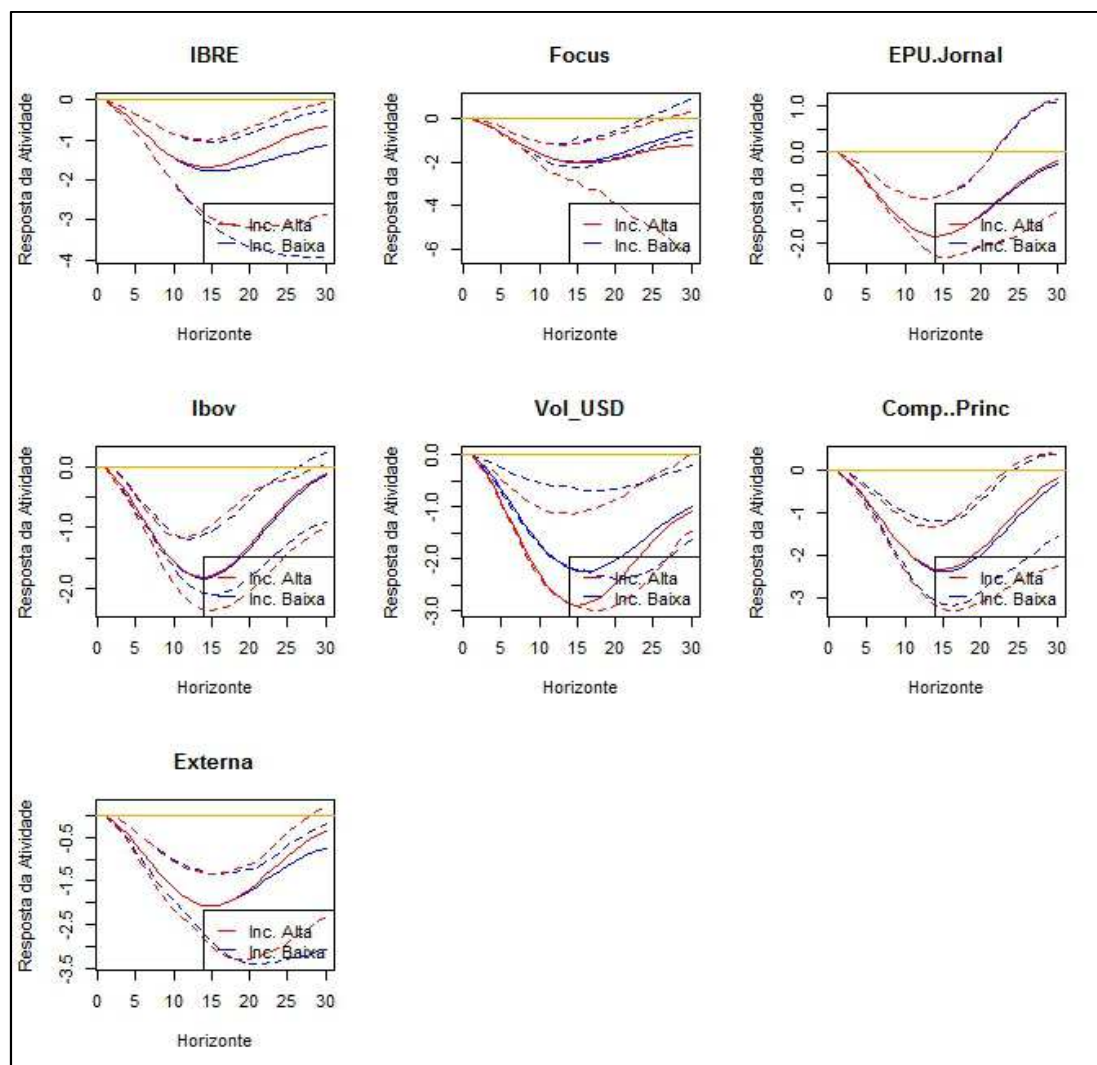 IBRE
Resposta da Atividade
0
-1
-2
-3
-4
Inc. Alta
Inc. Baixa
0 5 10 15 20 25 30
Horizonte
Focus
Resposta da Atividade
0
-2
-4
-6
Inc. Alta
Inc. Baixa
0 5 10 15 20 25 30
Horizonte
EPU.Jornal
Resposta da Atividade
1.0
0.0
-1.0
-2.0
Inc. Alta
Inc. Baixa
0 5 10 15 20 25 30
Horizonte
Ibov
Resposta da Atividade
0.0
-1.0
-2.0
Inc. Alta
Inc. Baixa
0 5 10 15 20 25 30
Horizonte
Vol_USD
Resposta da Atividade
0.0
-1.0
-2.0
-3.0
Inc. Alta
Inc. Baixa
0 5 10 15 20 25 30
Horizonte
Comp..Princ
Resposta da Atividade
0
-1
-2
-3
Inc. Alta
Inc. Baixa
0 5 10 15 20 25 30
Horizonte
Externa
Resposta da Atividade
-0.5
-1.5
-2.5
-3.5
Inc. Alta
Inc. Baixa
0 5 10 15 20 25 30
Horizonte